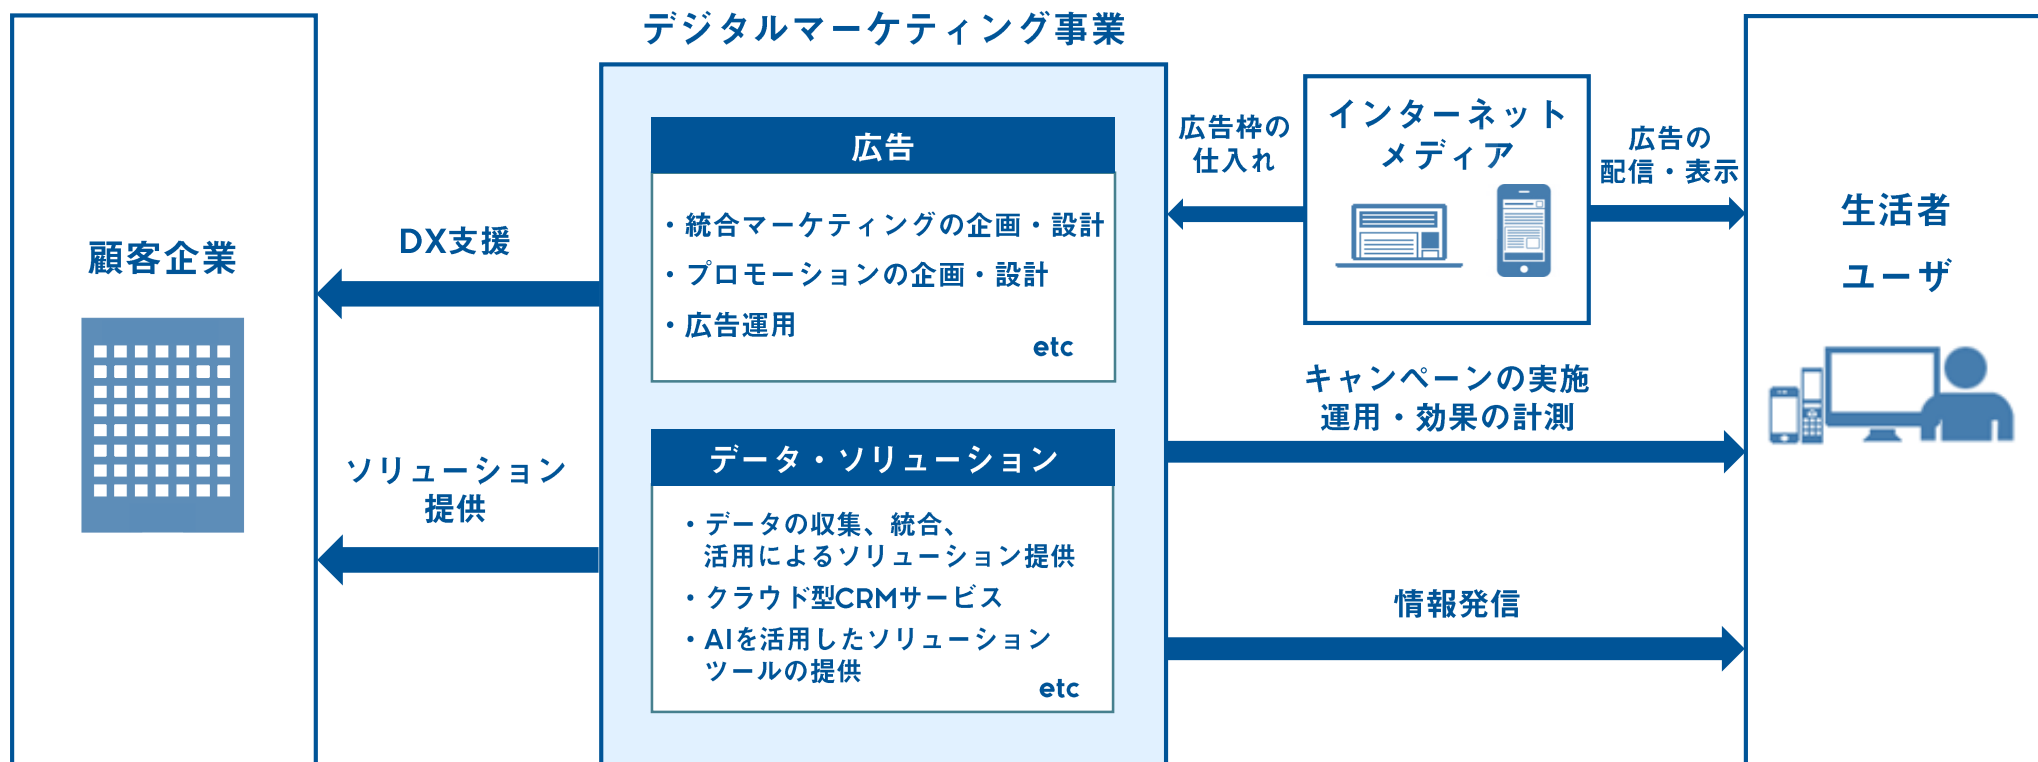 デジタルマーケティング事業
顧客企業
DX支援
ソリューション
提供
広告
・統合マーケティングの企画・設計
・プロモーションの企画・設計
・広告運用
etc
データ・ソリューション
・データの収集、統合、
活用によるソリューション提供
・クラウド型CRMサービス
・AIを活用したソリューション
ツールの提供
etc
広告枠の
仕入れ
インターネット
メディア
広告の
配信・表示
キャンペーンの実施
運用・効果の計測
情報発信
生活者
ユーザ